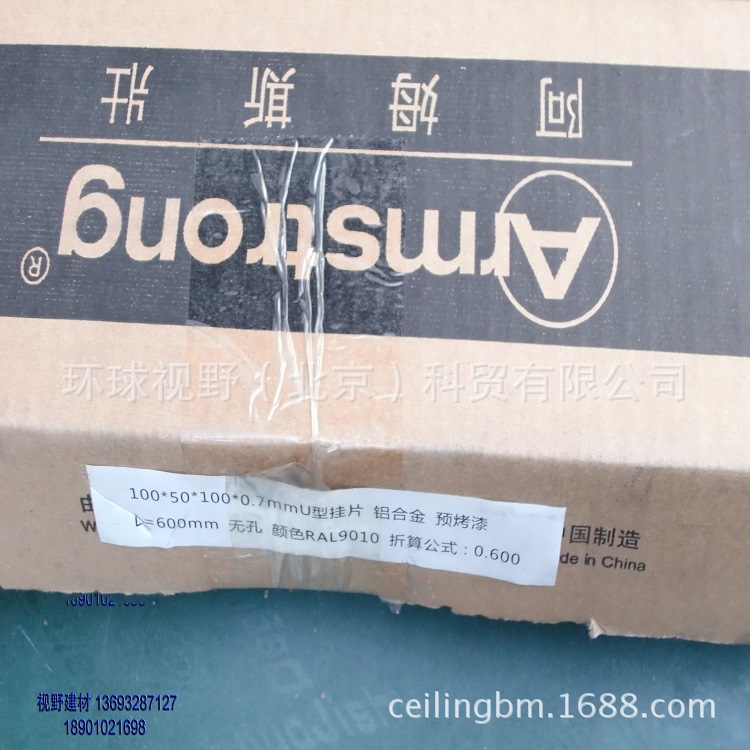 阿姆斯壮
Armstrong
®
环球视野（北京）科贸有限公司
100*50*100*0.7mmU型挂片 铝合金 预烤漆
L=600mm 无孔 颜色RAL9010 折算公式：0.600
由
中国制造
W
de in China
视野建材 13693287127
18901021698
ceilingbm.1688.com